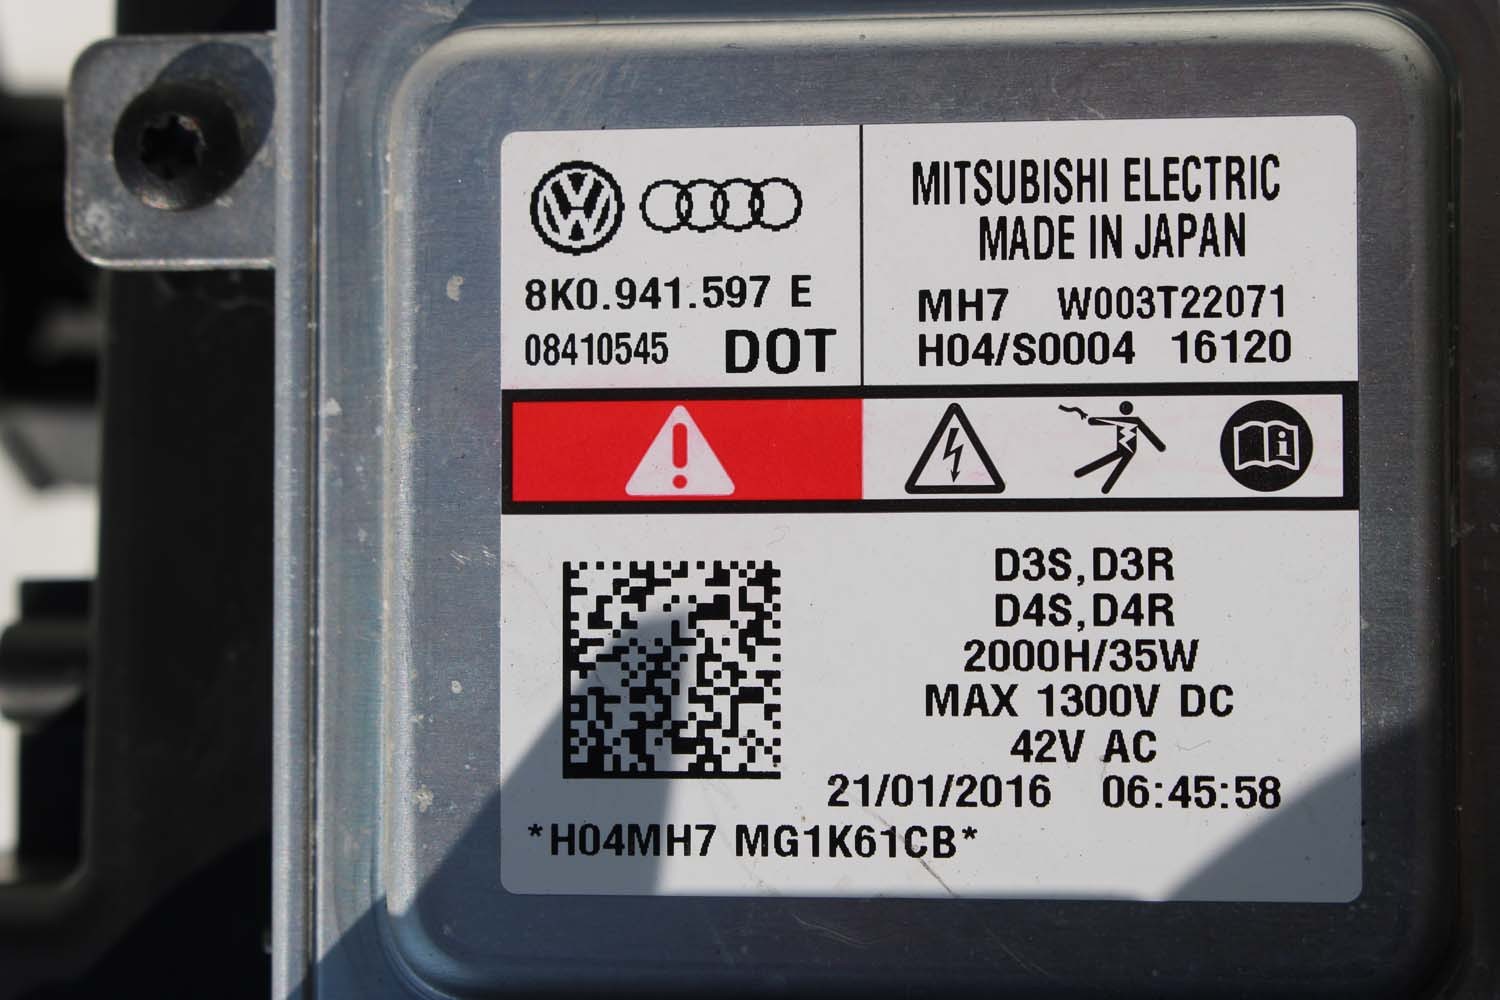 8K0.941.597 E
08410545 DOT
MITSUBISHI ELECTRIC
MADE IN JAPAN
MH7 W003T22071
H04/S0004 16120
D3S,D3R
D4S,D4R
2000H/35W
MAX 1300V DC
42V AC
21/01/2016 06:45:58
*H04MH7 MG1K61CB*